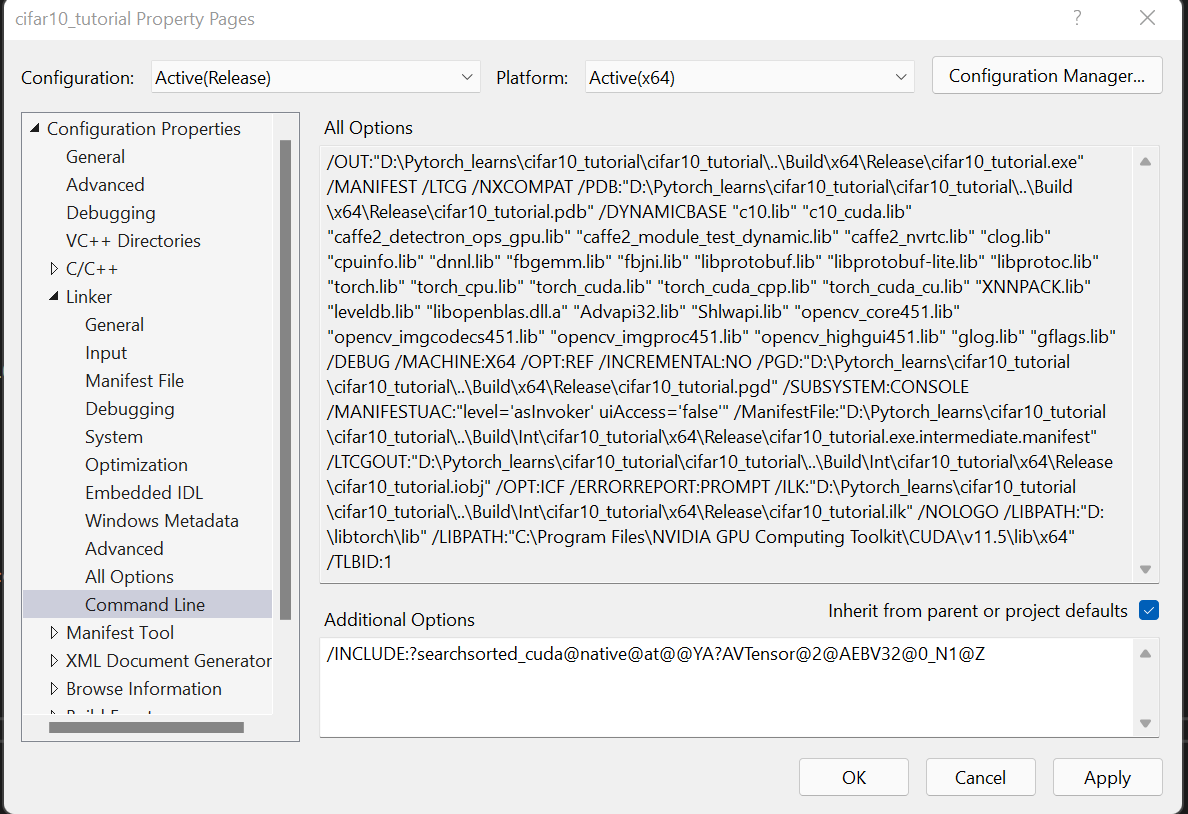 cifar10_tutorial Property Pages
Configuration: Active(Release) Platform: Active(x64) Configuration Manager...
Configuration Properties
General
Advanced
Debugging
VC++ Directories
C/C++
Linker
General
Input
Manifest File
Debugging
System
Optimization
Embedded IDL
Windows Metadata
Advanced
All Options
Command Line
Manifest Tool
XML Document Generator
Browse Information
All Options
/OUT:"D:\Pytorch_learns\cifar10_tutorial\cifar10_tutorial\..\Build\x64\Release\cifar10_tutorial.exe"
/MANIFEST /LTCG /NXCOMPAT /PDB:"D:\Pytorch_learns\cifar10_tutorial\cifar10_tutorial\..\Build
\x64\Release\cifar10_tutorial.pdb" /DYNAMICBASE "c10.lib" "c10_cuda.lib"
"caffe2_detectron_ops_gpu.lib" "caffe2_module_test_dynamic.lib" "caffe2_nvrtc.lib" "clog.lib"
"cpuinfo.lib" "dnnl.lib" "fbgemm.lib" "fbjni.lib" "libprotobuf.lib" "libprotobuf-lite.lib" "libprotoc.lib"
"torch.lib" "torch_cpu.lib" "torch_cuda.lib" "torch_cuda_cpp.lib" "torch_cuda_cu.lib" "XNNPACK.lib"
"leveldb.lib" "libopenblas.dll.a" "Advapi32.lib" "Shlwapi.lib" "opencv_core451.lib"
"opencv_imgcodecs451.lib" "opencv_imgproc451.lib" "opencv_highgui451.lib" "glog.lib" "gflags.lib"
/DEBUG /MACHINE:X64 /OPT:REF /INCREMENTAL:NO /PGD:"D:\Pytorch_learns\cifar10_tutorial
\cifar10_tutorial\..\Build\x64\Release\cifar10_tutorial.pgd" /SUBSYSTEM:CONSOLE
/MANIFESTUAC:"level='asInvoker' uiAccess='false'" /ManifestFile:"D:\Pytorch_learns\cifar10_tutorial
\cifar10_tutorial\..\Build\Int\cifar10_tutorial\x64\Release\cifar10_tutorial.exe.intermediate.manifest"
/LTCGOUT:"D:\Pytorch_learns\cifar10_tutorial\cifar10_tutorial\..\Build\Int\cifar10_tutorial\x64\Release
\cifar10_tutorial.iobj" /OPT:ICF /ERRORREPORT:PROMPT /ILK:"D:\Pytorch_learns\cifar10_tutorial
\cifar10_tutorial\..\Build\Int\cifar10_tutorial\x64\Release\cifar10_tutorial.ilk" /NOLOGO /LIBPATH:"D:
\libtorch\lib" /LIBPATH:"C:\Program Files\NVIDIA GPU Computing Toolkit\CUDA\v11.5\lib\x64"
/TLBID:1
Additional Options Inherit from parent or project defaults
/INCLUDE:?searchsorted_cuda@native@at@@YA?AVTensor@2@AEBV32@0_N1@Z
OK Cancel Apply